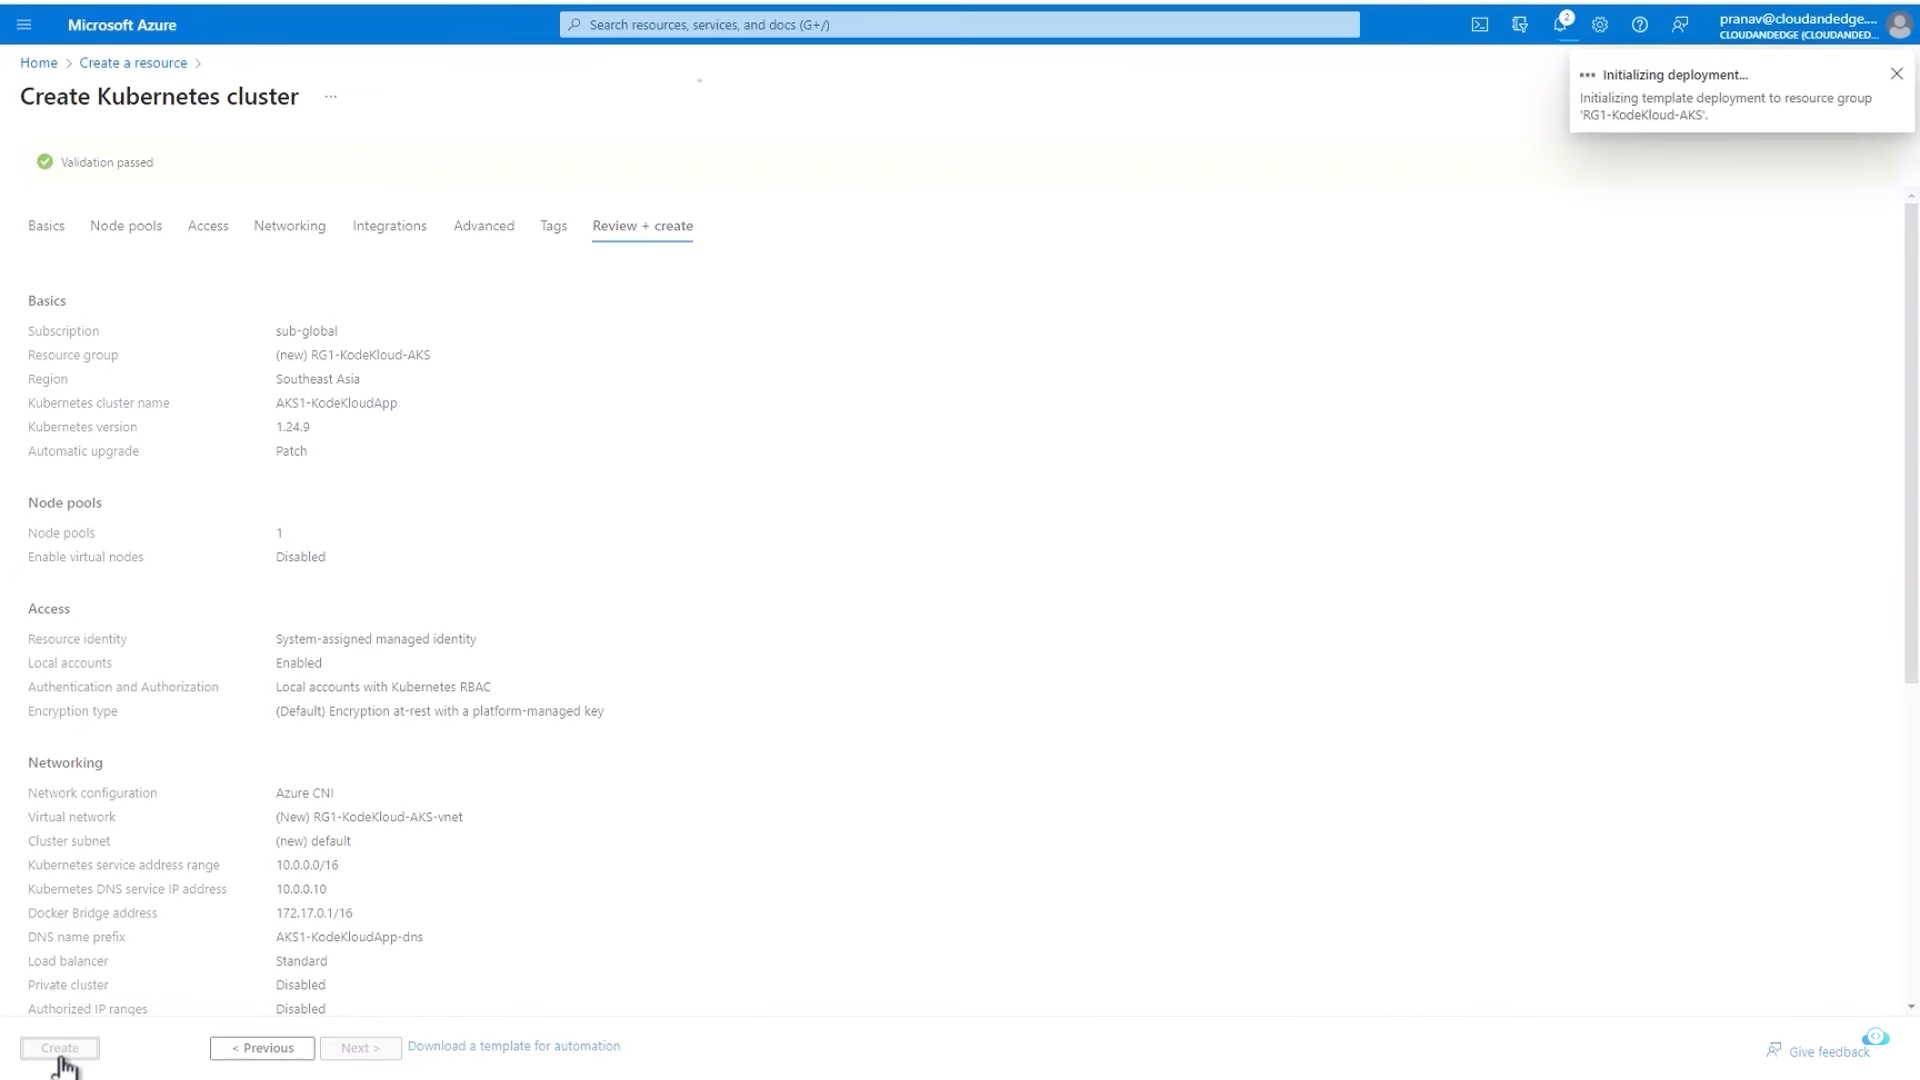 Microsoft Azure
Search resources, services, and docs (G+/)
2
pranav@cloudandedge....
CLOUDANDEDGE (CLOUDANDED...
Home > Create a resource >
Create Kubernetes cluster ...
Initializing deployment...
Initializing template deployment to resource group
'RG1-KodeKloud-AKS'.
Validation passed
Basics Node pools Access Networking Integrations Advanced Tags Review + create
Basics
Subscription sub-global
Resource group (new) RG1-KodeKloud-AKS
Region Southeast Asia
Kubernetes cluster name AKS1-KodeKloudApp
Kubernetes version 1.24.9
Automatic upgrade Patch
Node pools
Node pools 1
Enable virtual nodes Disabled
Access
Resource identity System-assigned managed identity
Local accounts Enabled
Authentication and Authorization Local accounts with Kubernetes RBAC
Encryption type (Default) Encryption at-rest with a platform-managed key
Networking
Network configuration Azure CNI
Virtual network (New) RG1-KodeKloud-AKS-vnet
Cluster subnet (new) default
Kubernetes service address range 10.0.0.0/16
Kubernetes DNS service IP address 10.0.0.10
Docker Bridge address 172.17.0.1/16
DNS name prefix AKS1-KodeKloudApp-dns
Load balancer Standard
Private cluster Disabled
Authorized IP ranges Disabled
Create < Previous Next > Download a template for automation
Give feedback